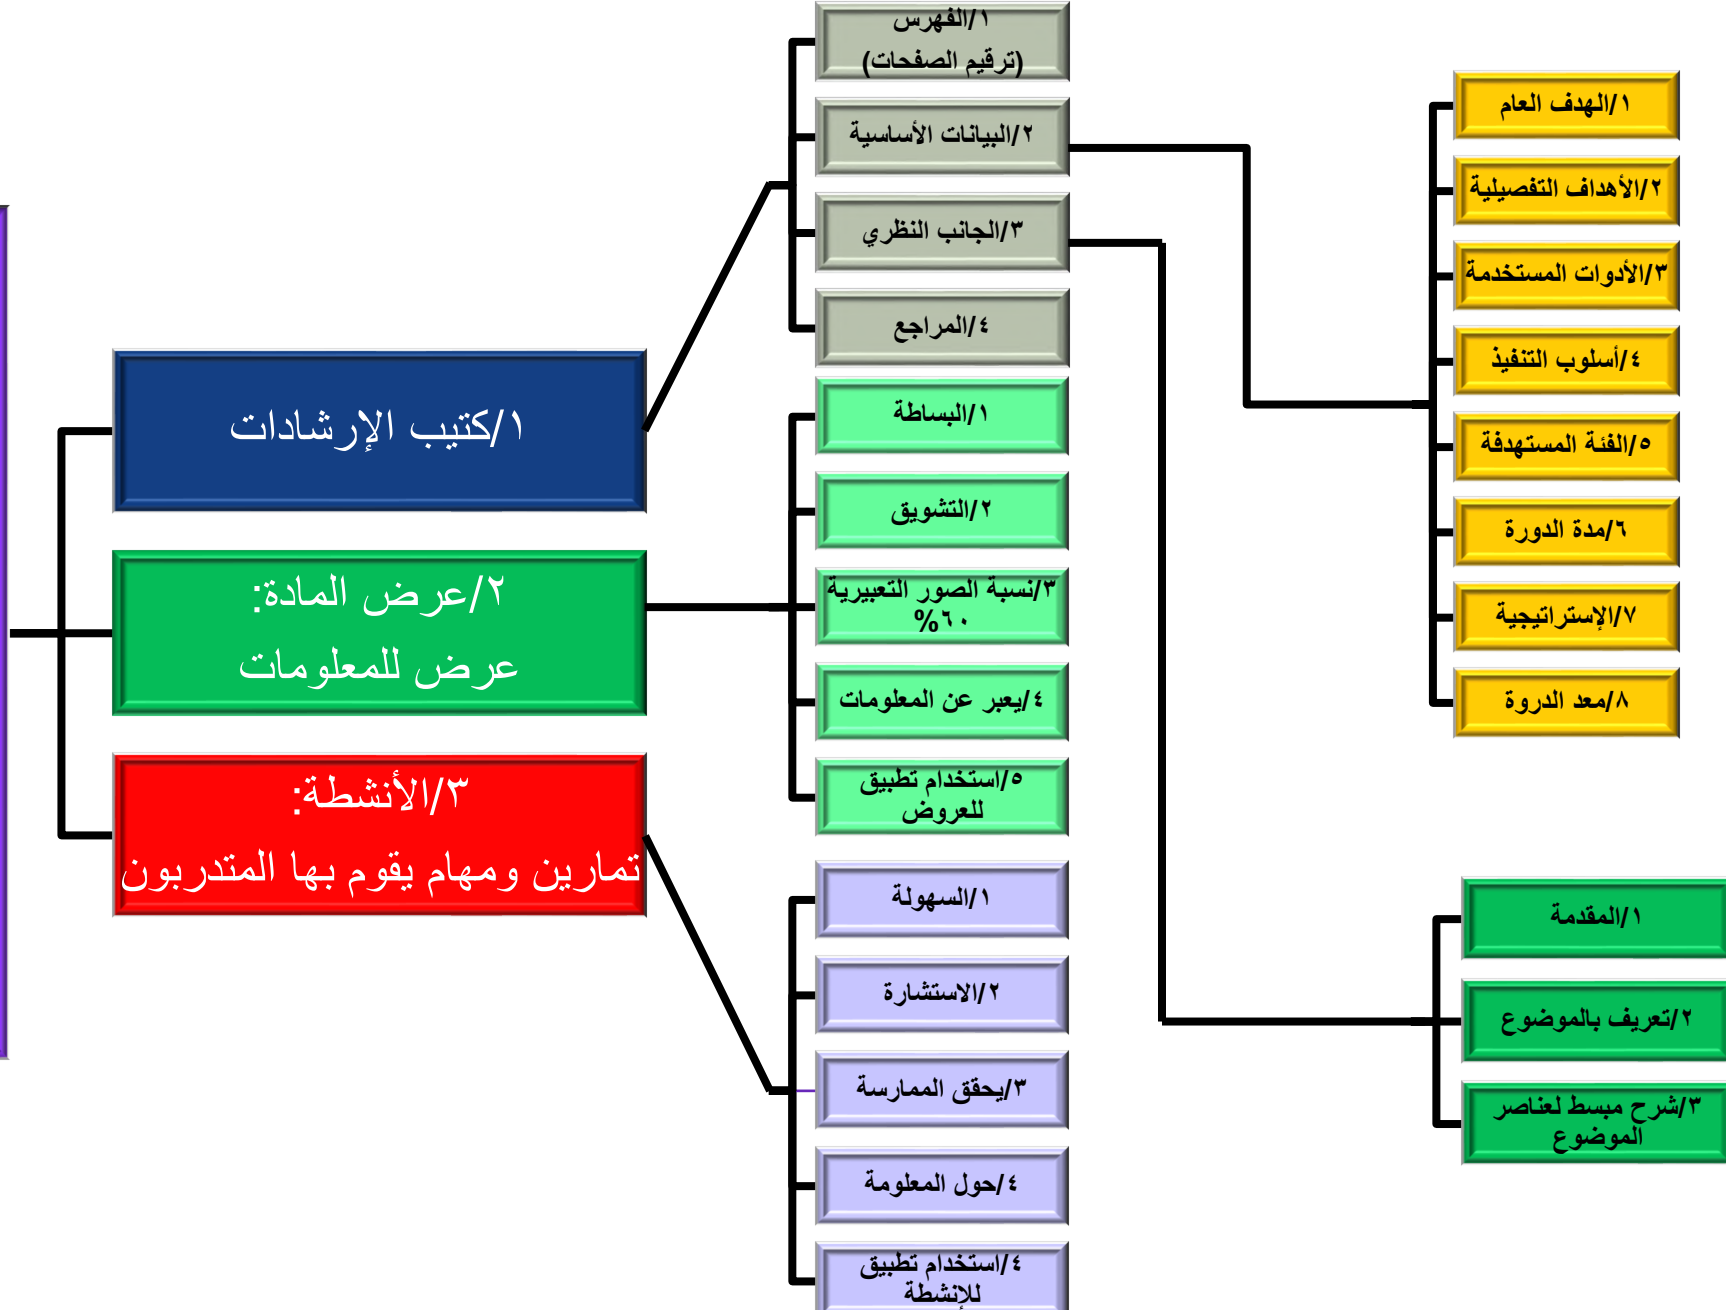 ١/كتيب الإرشادات
٢/عرض المادة:
عرض للمعلومات
٣/الأنشطة:
تمارين ومهام يقوم بها المتدربون
١/الفهرس
(ترقيم الصفحات)
٢/البيانات الأساسية
٣/الجانب النظري
٤/المراجع
١/البساطة
٢/التشويق
٣/نسبة الصور التعبيرية
٦٠%
٤/يعبر عن المعلومات
٥/استخدام تطبيق
للعروض
١/السهولة
٢/الاستشارة
٣/يحقق الممارسة
٤/حول المعلومة
٤/استخدام تطبيق
للإنشطة
١/الهدف العام
٢/الأهداف التفصيلية
٣/الأدوات المستخدمة
٤/أسلوب التنفيذ
٥/الفئة المستهدفة
٦/مدة الدورة
٧/الإستراتيجية
٨/معد الدروة
١/المقدمة
٢/تعريف بالموضوع
٣/شرح مبسط لعناصر
الموضوع